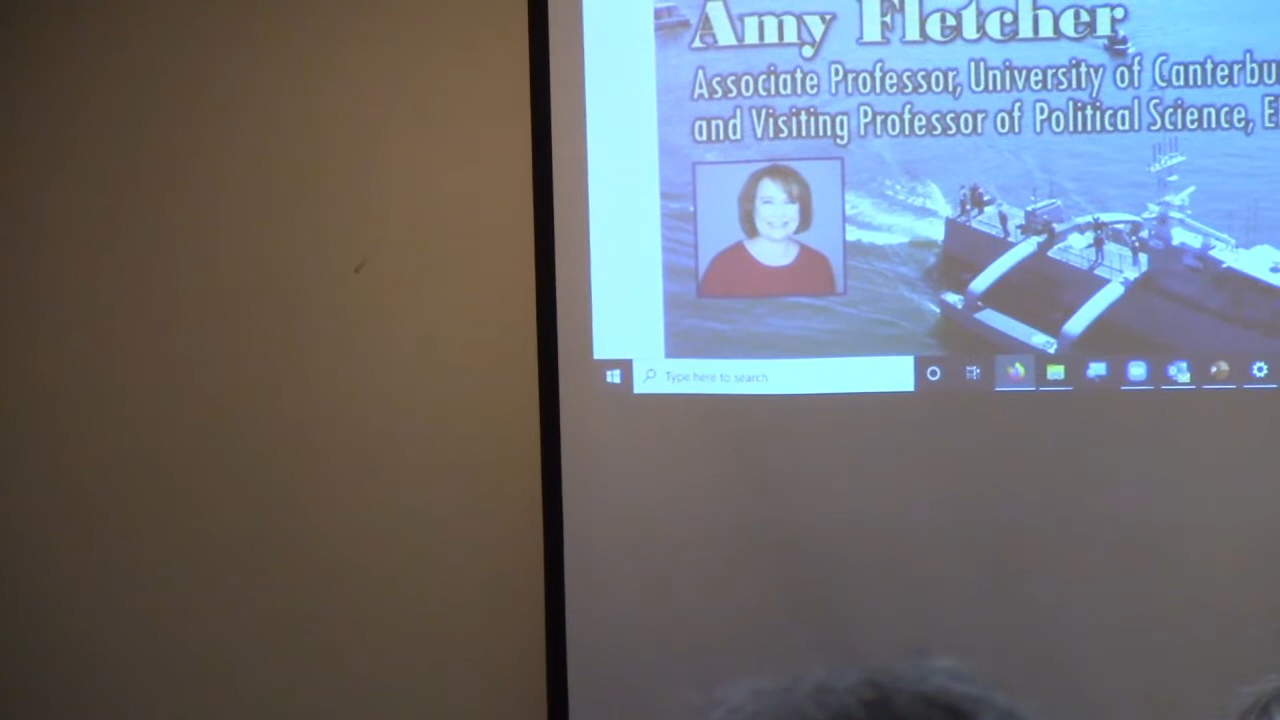 Amy Fletcher
Associate Professor, University of Canterbu
and Visiting Professor of Political Science, E
Type here to search